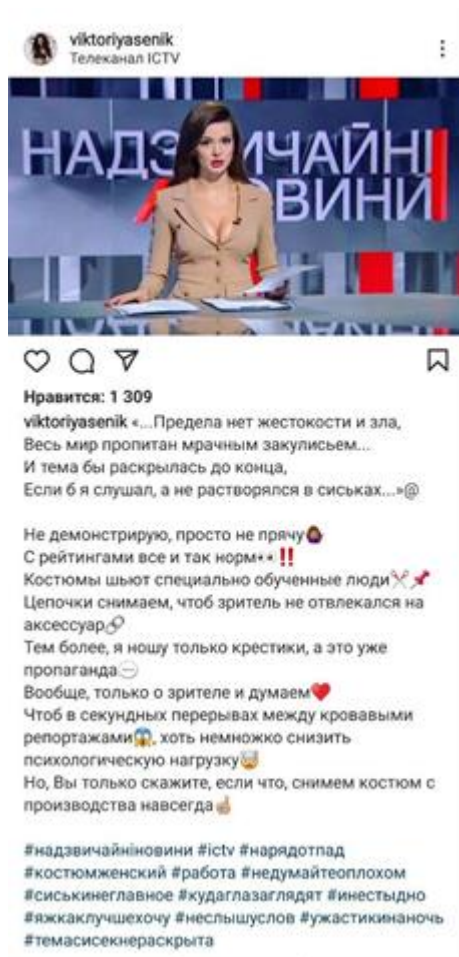 viktoriyasenik
Телеканал ICTV
НАДЗВИЧАЙНІ
НОВИНИ
Нравится: 1 309
viktoriyasenik «...Предела нет жестокости и зла,
Весь мир пропитан мрачным закулисьем...
И тема бы раскрылась до конца,
Если б я слушал, а не растворялся в сиськах...»@
Не демонстрирую, просто не прячу🤷🏽‍♀️
С рейтингами все и так норм👀‼️
Костюмы шьют специально обученные люди✂️📌
Цепочки снимаем, чтоб зритель не отвлекался на
аксессуар🔗
Тем более, я ношу только крестики, а это уже
пропаганда⛔
Вообще, только о зрителе и думаем❤️
Чтоб в секундных перерывах между кровавыми
репортажами😱, хоть немножко снизить
психологическую нагрузку🤯
Но, Вы только скажите, если что, снимем костюм с
производства навсегда☝🏼
#надзвичайніновини #ictv #нарядотпад
#костюмженский #работа #недумайтеоплохом
#сиськинеглавное #кудаглазаглядят #инестыдно
#яжкаклучшехочу #неслышуслов #ужастикинаночь
#темасисекнераскрыта